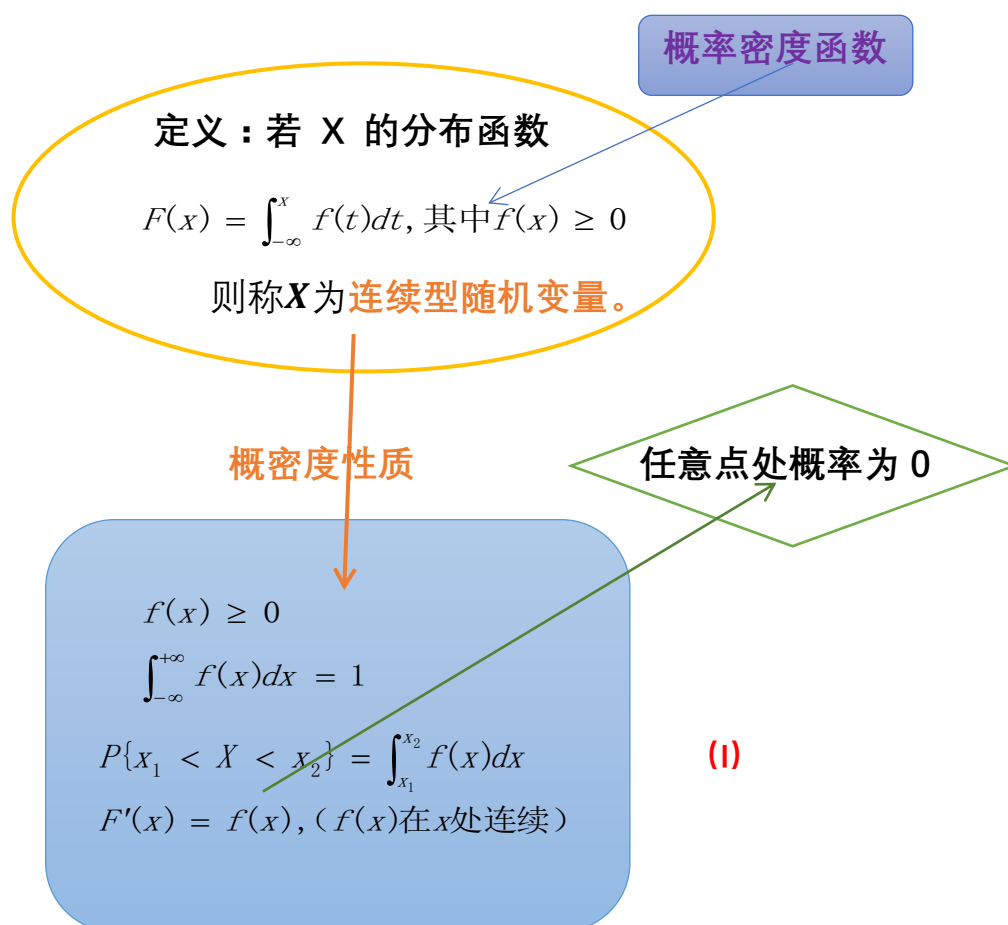 概率密度函数
定义：若 X 的分布函数
F(x) = ∫_{-∞}^{x} f(t)dt, 其中f(x) ≥ 0
则称X为连续型随机变量。
概密度性质
任意点处概率为 0
f(x) ≥ 0
∫_{-∞}^{+∞} f(x)dx = 1
P{x₁ < X < x₂} = ∫_{x₁}^{x₂} f(x)dx
(I)
F′(x) = f(x),（f(x)在x处连续）